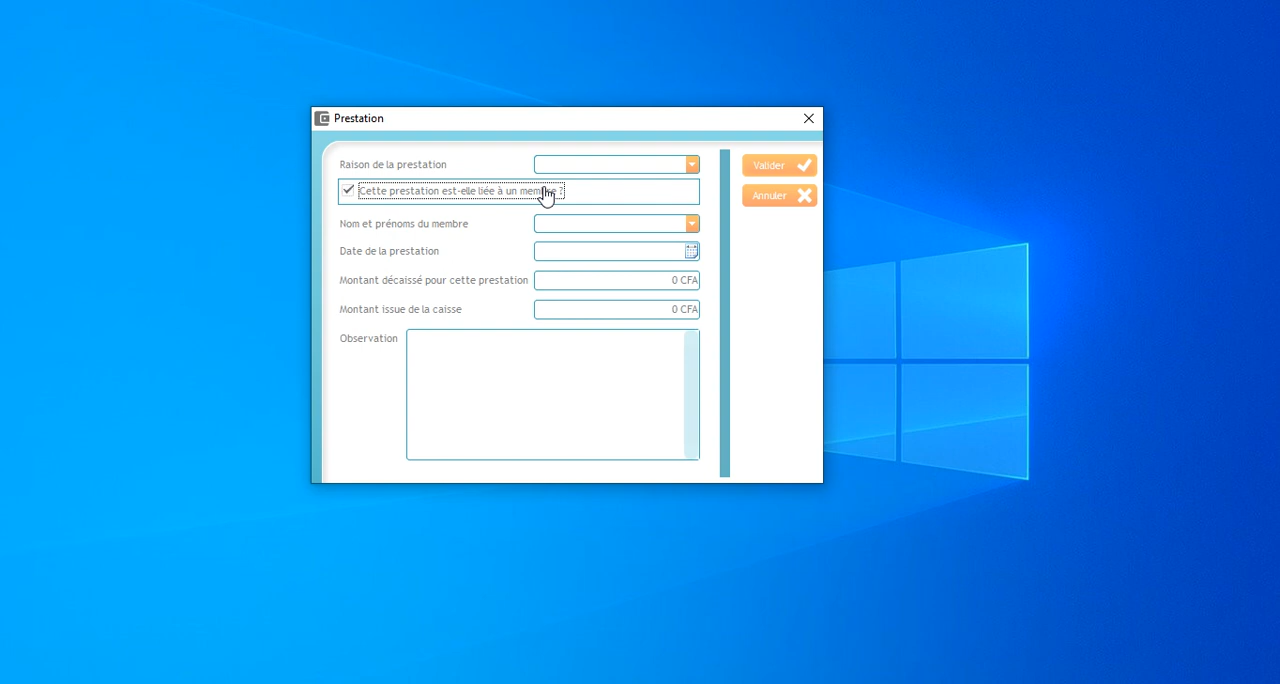 Prestation
Raison de la prestation
Valider
Cette prestation est-elle liée à un membre ?
Annuler
Nom et prénoms du membre
Date de la prestation
Montant décaissé pour cette prestation
0 CFA
Montant issue de la caisse
0 CFA
Observation